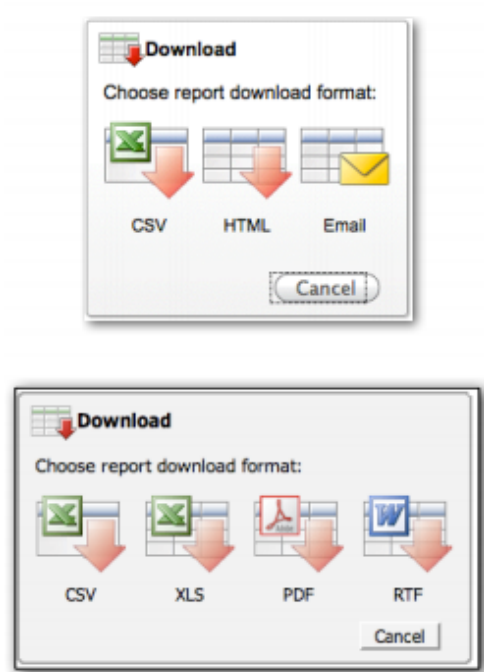 Download
Choose report download format:
CSV HTML Email
Cancel
Download
Choose report download format:
CSV XLS PDF RTF
Cancel